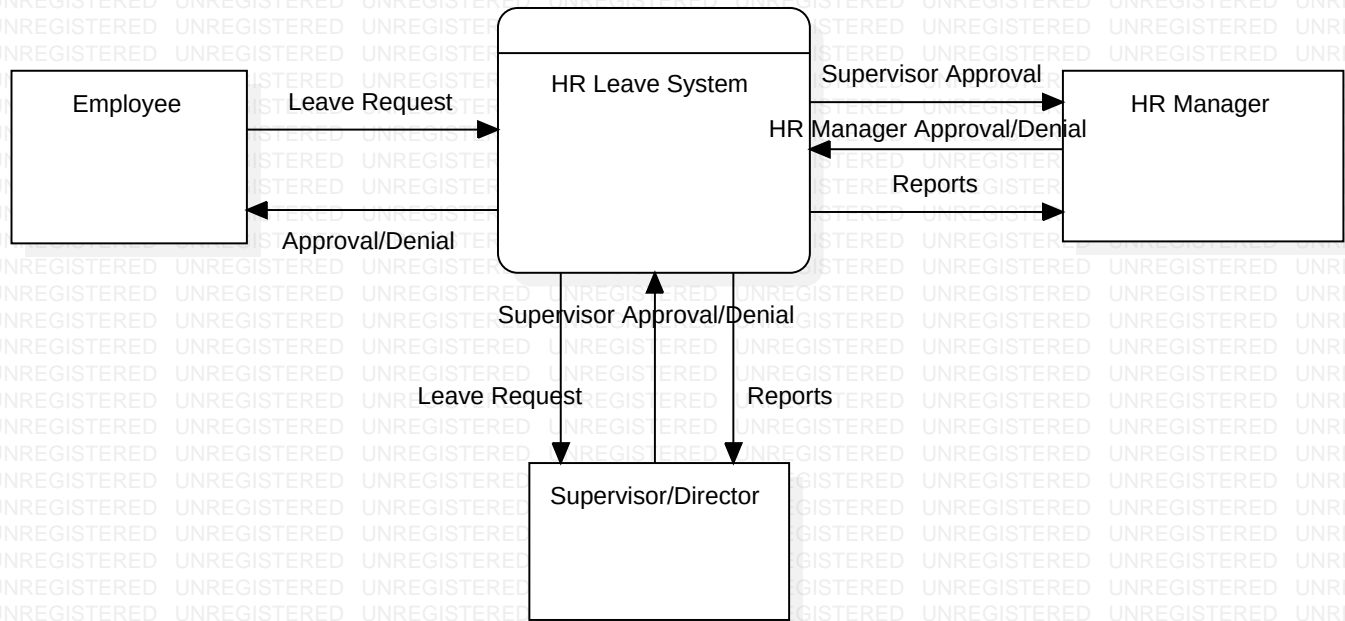 HR Leave System
Employee
Leave Request
Approval/Denial
Supervisor Approval
HR Manager Approval/Denial
Reports
HR Manager
Supervisor Approval/Denial
Leave Request
Reports
Supervisor/Director
UNREGISTERED